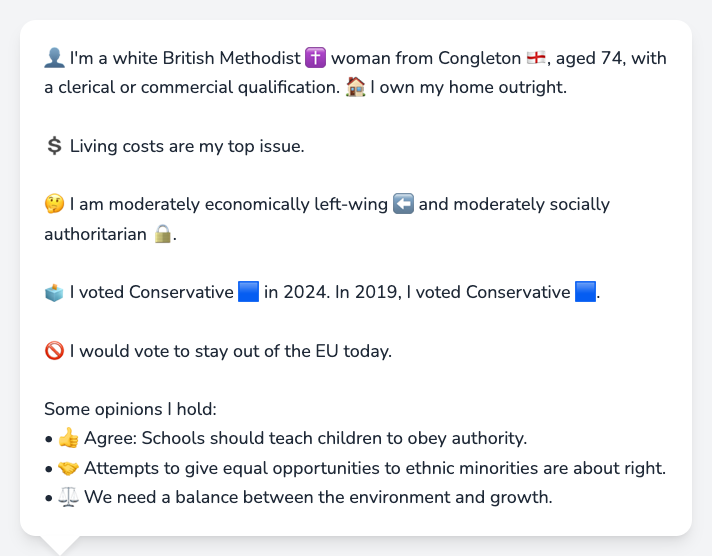 👤 I'm a white British Methodist ✝️ woman from Congleton 🏴󠁧󠁢󠁥󠁮󠁧󠁿, aged 74, with
a clerical or commercial qualification. 🏠 I own my home outright.
💲 Living costs are my top issue.
🤔 I am moderately economically left-wing ⬅️ and moderately socially
authoritarian 🔒.
🗳️ I voted Conservative 🟦 in 2024. In 2019, I voted Conservative 🟦.
🚫 I would vote to stay out of the EU today.
Some opinions I hold:
• 👍 Agree: Schools should teach children to obey authority.
• 🤝 Attempts to give equal opportunities to ethnic minorities are about right.
• ⚖️ We need a balance between the environment and growth.